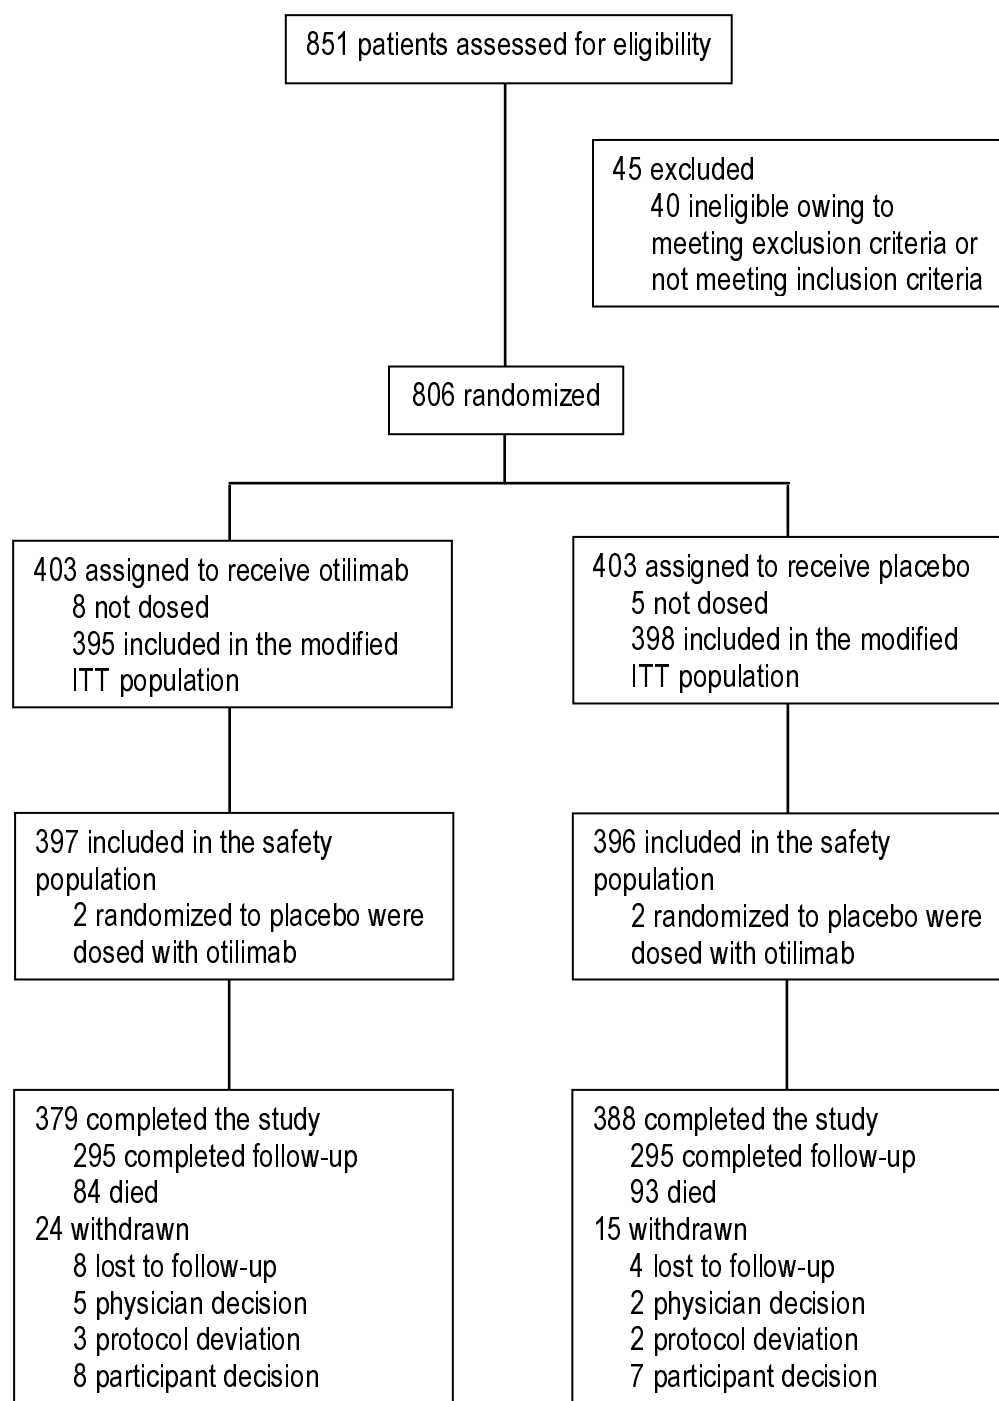 851 patients assessed for eligibility
45 excluded
40 ineligible owing to
meeting exclusion criteria or
not meeting inclusion criteria
806 randomized
403 assigned to receive otilimab
8 not dosed
395 included in the modified
ITT population
403 assigned to receive placebo
5 not dosed
398 included in the modified
ITT population
397 included in the safety
population
2 randomized to placebo were
dosed with otilimab
396 included in the safety
population
2 randomized to placebo were
dosed with otilimab
379 completed the study
295 completed follow-up
84 died
24 withdrawn
8 lost to follow-up
5 physician decision
3 protocol deviation
8 participant decision
388 completed the study
295 completed follow-up
93 died
15 withdrawn
4 lost to follow-up
2 physician decision
2 protocol deviation
7 participant decision